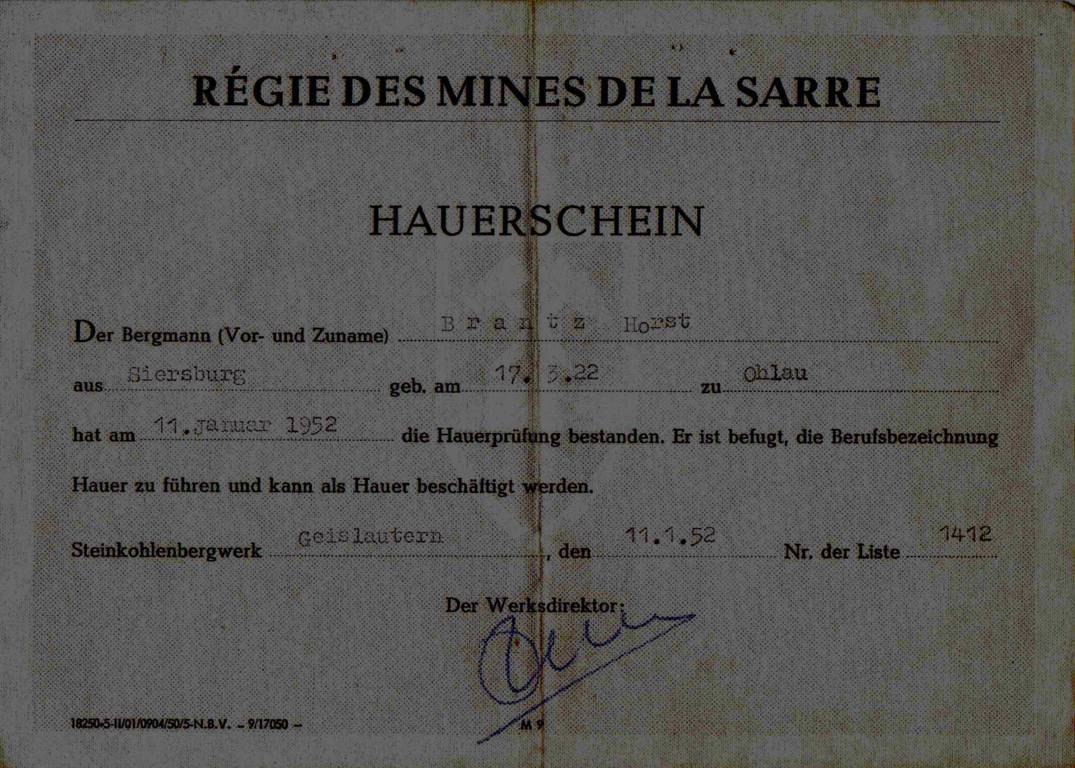 RÉGIE DES MINES DE LA SARRE
HAUERSCHEIN
Der Bergmann (Vor- und Zuname) Brantz Horst
aus Siersburg geb. am 17. 3.22 zu Ohlau
hat am 11.Januar 1952 die Hauerprüfung bestanden. Er ist befugt, die Berufsbezeichnung
Hauer zu führen und kann als Hauer beschäftigt werden.
Steinkohlenbergwerk Geislautern, den 11.1.52 Nr. der Liste 1412
Der Werksdirektor:
18250-5-II/01/0904/50/5-N.B.V. – 9/17050 – M 9